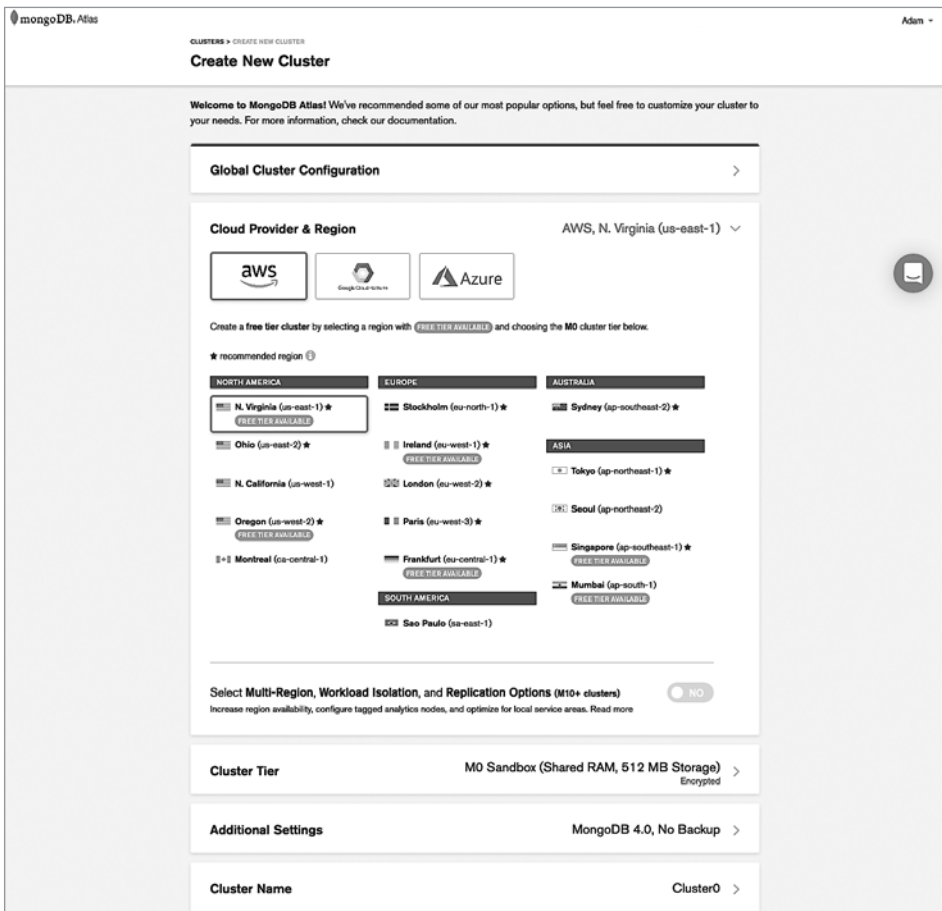 mongoDB. Atlas
Adam
CLUSTERS > CREATE NEW CLUSTER
Create New Cluster
Welcome to MongoDB Atlas! We've recommended some of our most popular options, but feel free to customize your cluster to
your needs. For more information, check our documentation.
Global Cluster Configuration
Cloud Provider & Region
AWS, N. Virginia (us-east-1)
aws
Google Cloud Platform
Azure
Create a free tier cluster by selecting a region with FREE TIER AVAILABLE and choosing the M0 cluster tier below.
★ recommended region
NORTH AMERICA
N. Virginia (us-east-1) ★
FREE TIER AVAILABLE
Ohio (us-east-2) ★
N. California (us-west-1)
Oregon (us-west-2) ★
FREE TIER AVAILABLE
Montreal (ca-central-1)
EUROPE
Stockholm (eu-north-1) ★
Ireland (eu-west-1) ★
FREE TIER AVAILABLE
London (eu-west-2) ★
Paris (eu-west-3) ★
Frankfurt (eu-central-1) ★
FREE TIER AVAILABLE
SOUTH AMERICA
Sao Paulo (sa-east-1)
AUSTRALIA
Sydney (ap-southeast-2) ★
ASIA
Tokyo (ap-northeast-1) ★
Seoul (ap-northeast-2)
Singapore (ap-southeast-1) ★
FREE TIER AVAILABLE
Mumbai (ap-south-1)
FREE TIER AVAILABLE
Select Multi-Region, Workload Isolation, and Replication Options (M10+ clusters)
NO
Increase region availability, configure tagged analytics nodes, and optimize for local service areas. Read more
Cluster Tier
M0 Sandbox (Shared RAM, 512 MB Storage)
Encrypted
Additional Settings
MongoDB 4.0, No Backup
Cluster Name
Cluster0